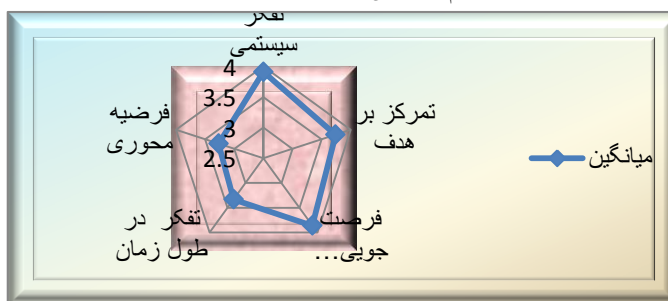 تفکر
سیستمی
4
3.5
3
2.5
تمرکز بر
هدف
فرصت
جویی...
تفکر در
طول زمان
فرضیه
محوری
میانگین